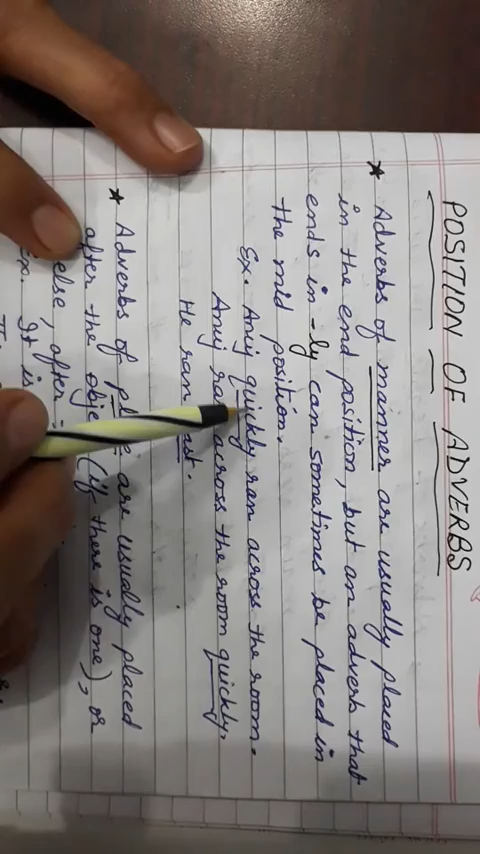 POSITION OF ADVERBS
* Adverbs of manner are usually placed
in the end position, but an adverb that
ends in -ly can sometimes be placed in
the mid position.
Ex. Anuj quickly ran across the room.
Anuj ran across the room quickly.
He ran
* Adverbs of are usually placed
after the (if there is one), or
else, after
Ex. It is